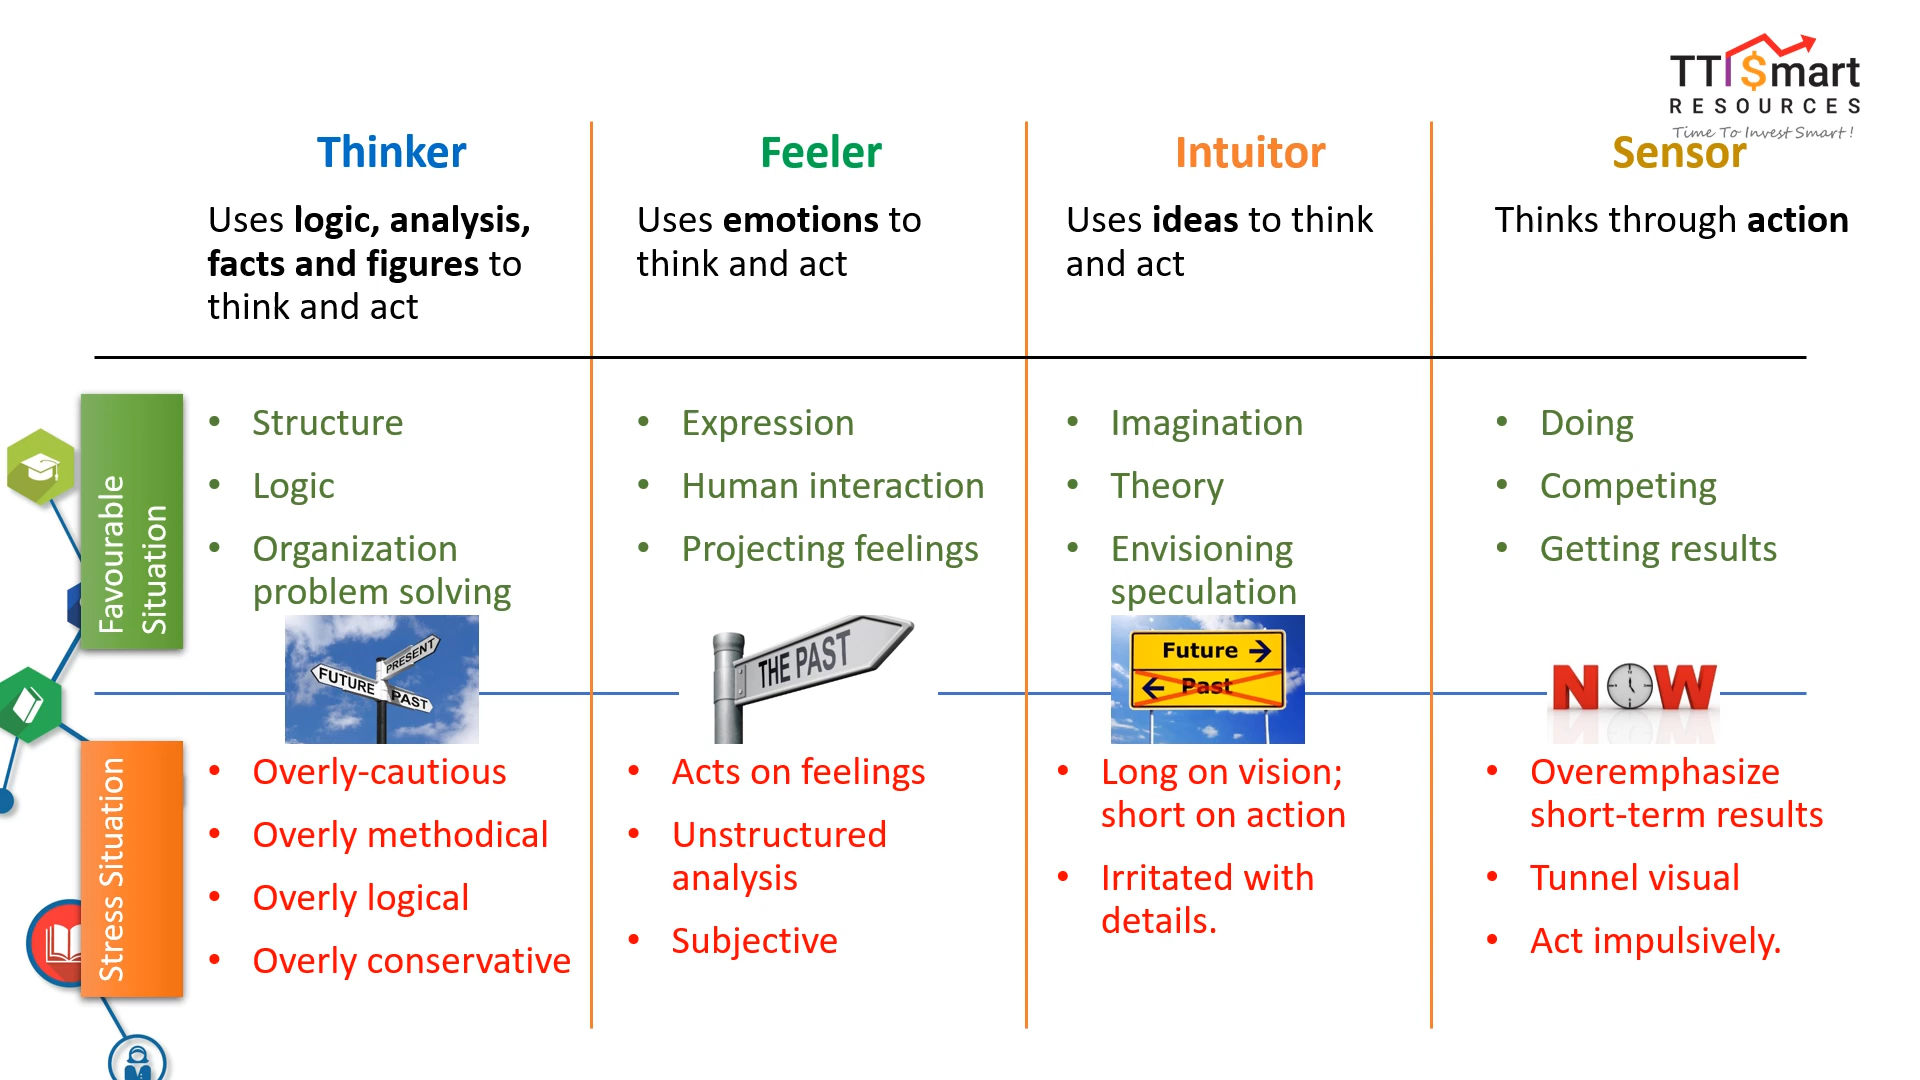 TTI $mart
RESOURCES
Time To Invest Smart !
Thinker
Uses logic, analysis,
facts and figures to
think and act
Feeler
Uses emotions to
think and act
Intuitor
Uses ideas to think
and act
Sensor
Thinks through action
Favourable
Situation
• Structure
• Logic
• Organization
problem solving
• Expression
• Human interaction
• Projecting feelings
• Imagination
• Theory
• Envisioning
speculation
• Doing
• Competing
• Getting results
PRESENT
FUTURE
PAST
THE PAST
Future →
← Past
NOW
Stress Situation
• Overly-cautious
• Overly methodical
• Overly logical
• Overly conservative
• Acts on feelings
• Unstructured
analysis
• Subjective
• Long on vision;
short on action
• Irritated with
details.
• Overemphasize
short-term results
• Tunnel visual
• Act impulsively.